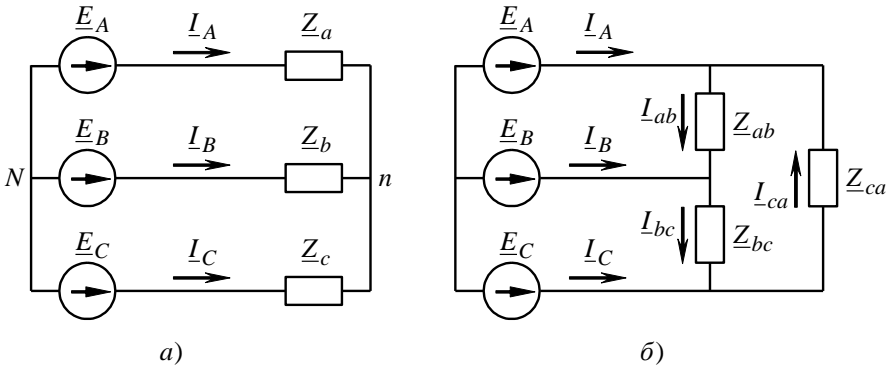 E_A I_A Z_a
E_B I_B Z_b
N n
E_C I_C Z_c
а)
E_A I_A
I_ab Z_ab
E_B I_B
I_ca Z_ca
I_bc Z_bc
E_C I_C
б)